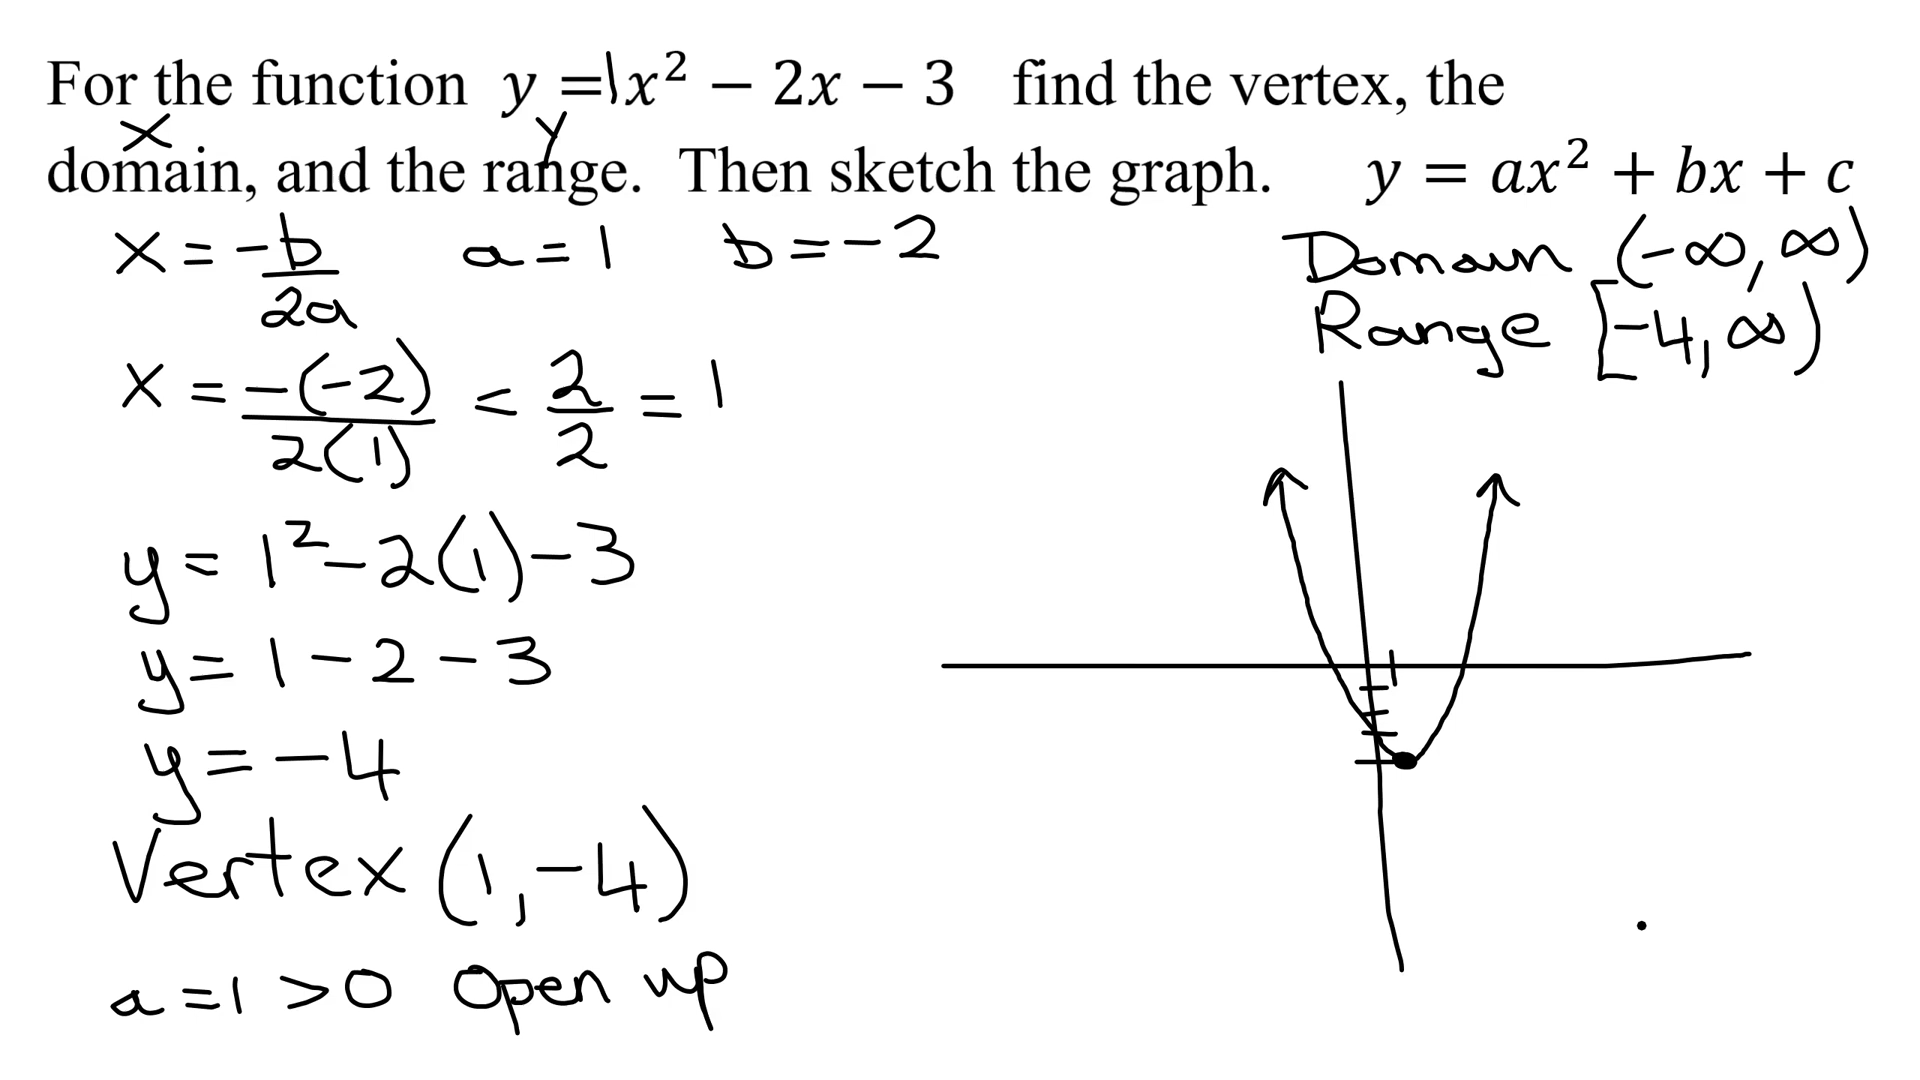 For the function y = 1x² − 2x − 3 find the vertex, the
x y
domain, and the range. Then sketch the graph. y = ax² + bx + c
x = -b/2a a = 1 b = -2
Domain (-∞, ∞)
Range [-4, ∞)
x = -(-2)/2(1) = 2/2 = 1
y = 1² - 2(1) - 3
y = 1 - 2 - 3
y = -4
Vertex (1, -4)
a = 1 > 0 Open up